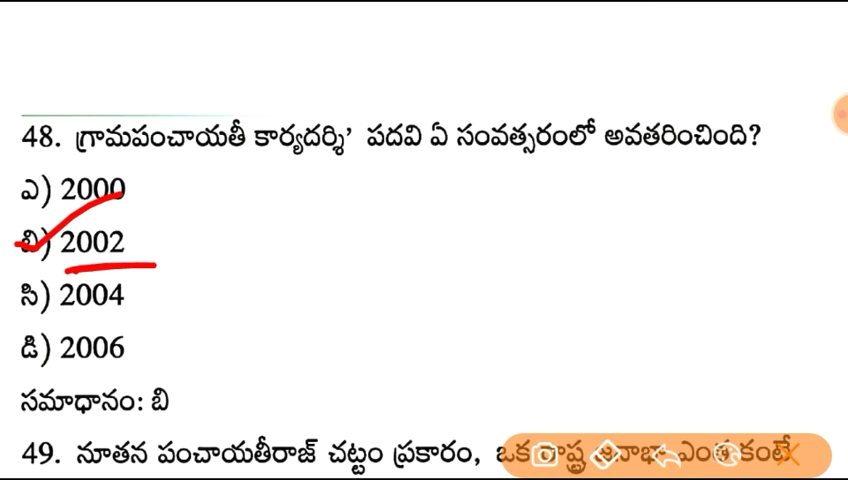 48. గ్రామపంచాయతీ కార్యదర్శి’ పదవి ఏ సంవత్సరంలో అవతరించింది?
ఎ) 2000
బి) 2002
సి) 2004
డి) 2006
సమాధానం: బి
49. నూతన పంచాయతీరాజ్ చట్టం ప్రకారం, ఒక రాష్ట్ర జనాభా ఎంత కంటే